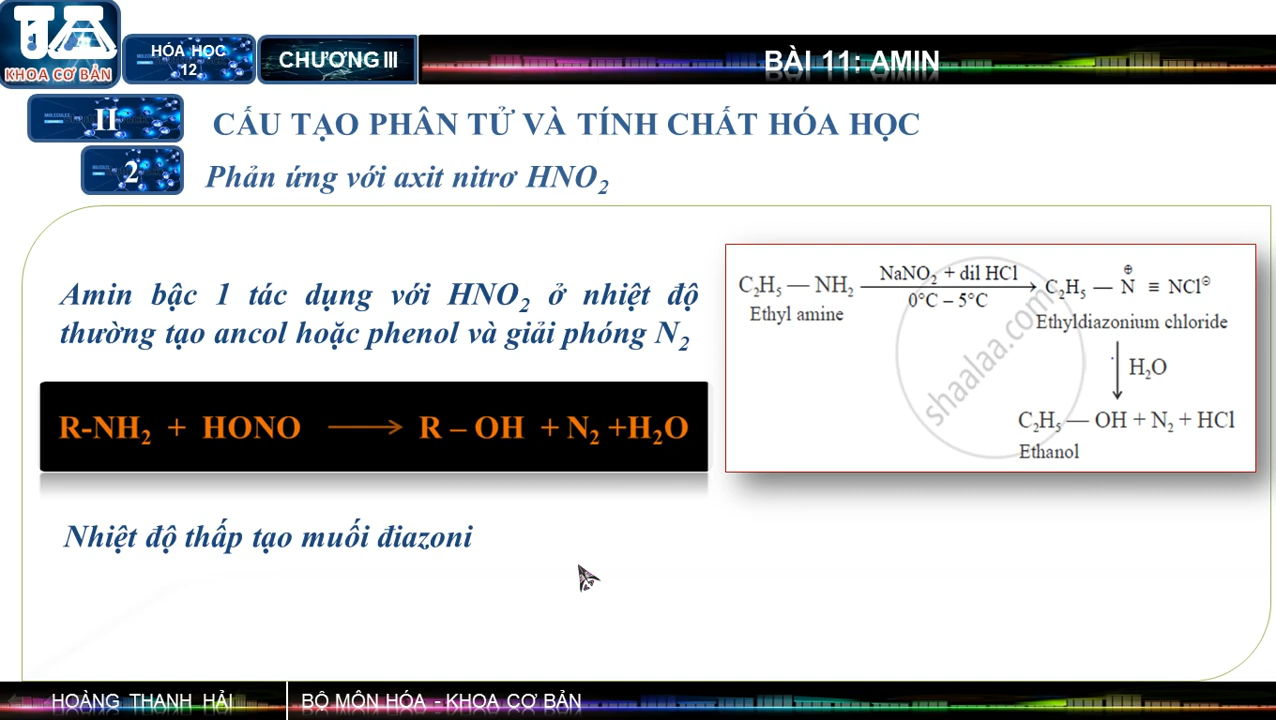 KHOA CƠ BẢN
HÓA HỌC
12
CHƯƠNG III
BÀI 11: AMIN
II
CẤU TẠO PHÂN TỬ VÀ TÍNH CHẤT HÓA HỌC
2
Phản ứng với axit nitrơ HNO₂
Amin bậc 1 tác dụng với HNO₂ ở nhiệt độ
thường tạo ancol hoặc phenol và giải phóng N₂
R-NH₂ + HONO ⟶ R – OH + N₂ +H₂O
Nhiệt độ thấp tạo muối điazoni
NaNO₂ + dil HCl
C₂H₅ — NH₂ ⟶ C₂H₅ — N⊕ ≡ NCl⊖
0°C – 5°C
Ethyl amine
Ethyldiazonium chloride
↓ H₂O
C₂H₅ — OH + N₂ + HCl
Ethanol
shaalaa.com
HOÀNG THANH HẢI
BỘ MÔN HÓA - KHOA CƠ BẢN